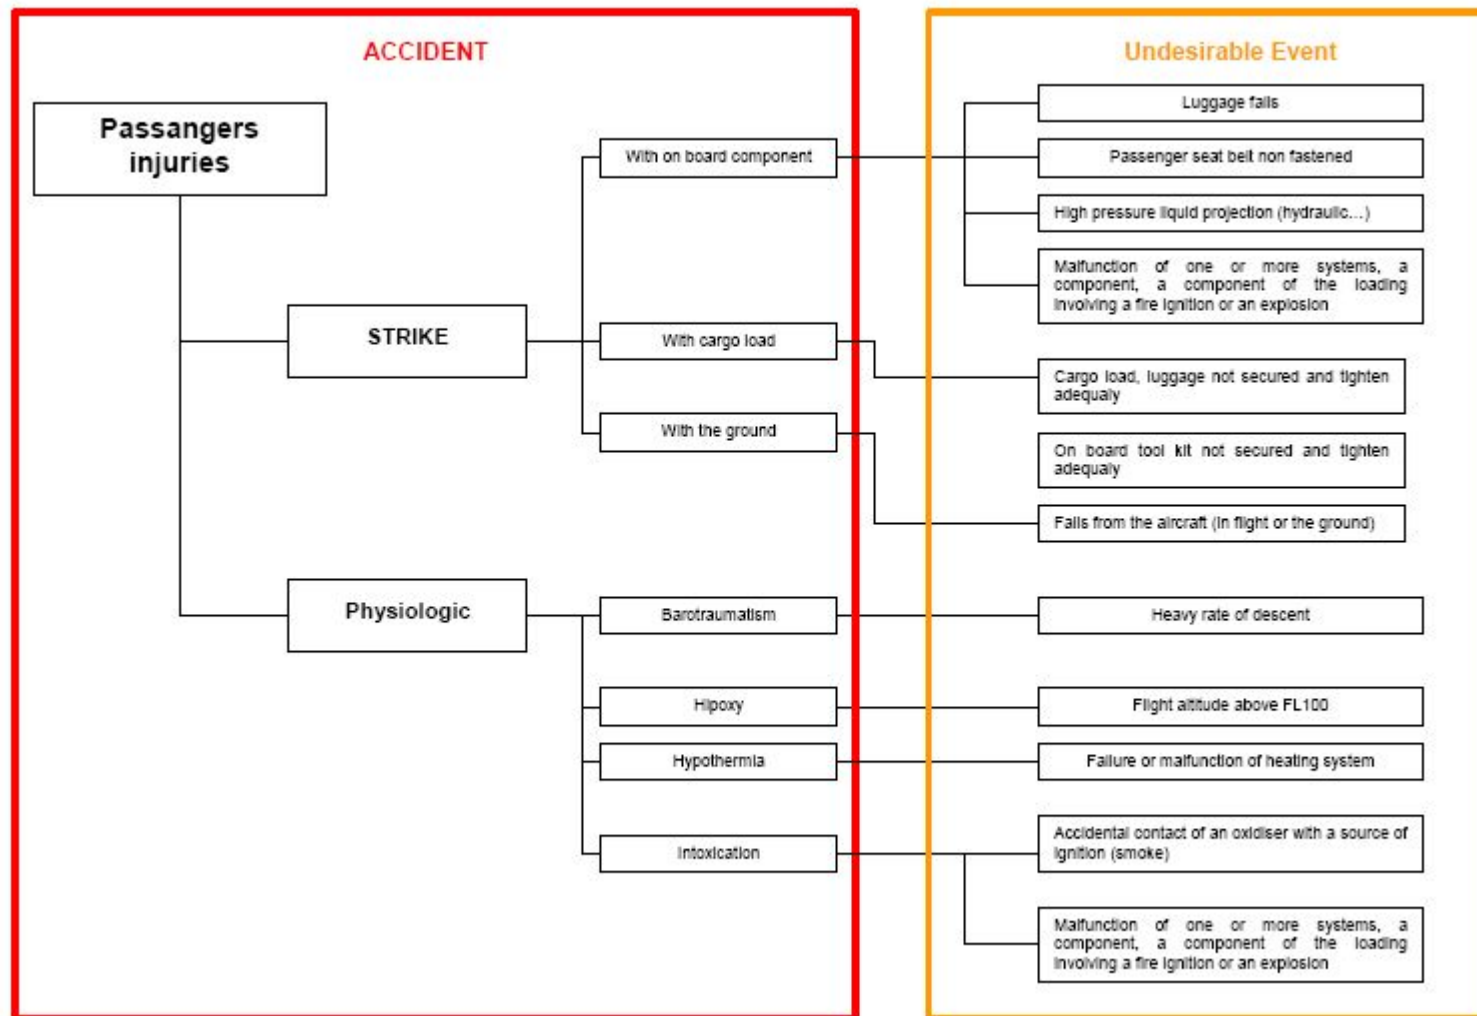 ACCIDENT
Undesirable Event
Passangers
injuries
With on board component
Luggage falls
Passenger seat belt non fastened
High pressure liquid projection (hydraulic…)
Malfunction of one or more systems, a
component, a component of the loading
involving a fire ignition or an explosion
STRIKE
With cargo load
Cargo load, luggage not secured and tighten
adequaly
With the ground
On board tool kit not secured and tighten
adequaly
Falls from the aircraft (in flight or the ground)
Physiologic
Barotraumatism
Heavy rate of descent
Hipoxy
Flight altitude above FL100
Hypothermia
Failure or malfunction of heating system
Intoxication
Accidental contact of an oxidiser with a source of
ignition (smoke)
Malfunction of one or more systems, a
component, a component of the loading
involving a fire ignition or an explosion